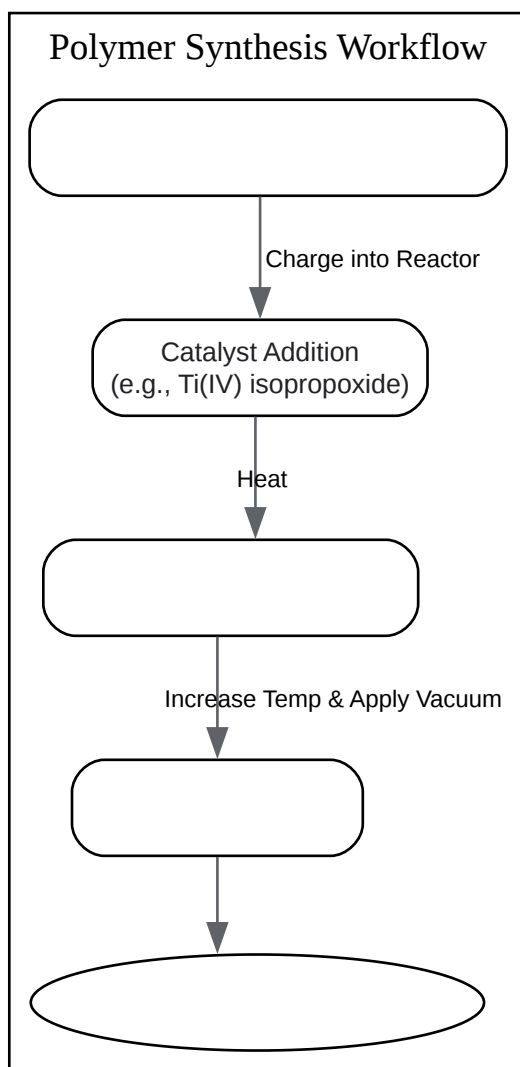 Polymer Synthesis Workflow
Charge into Reactor
Catalyst Addition
(e.g., Ti(IV) isopropoxide)
Heat
Increase Temp & Apply Vacuum